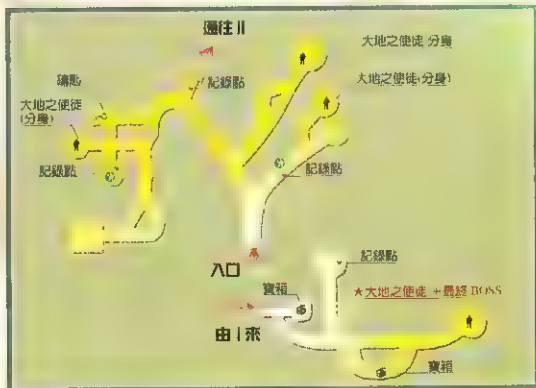 通往 II
大地之使徒 分身
記錄點
大地之使徒(分身)
鑰匙
大地之使徒
(分身)
記錄點
記錄點
入口
記錄點
寶箱
★大地之使徒 + 最終 BOSS
由 I 來
寶箱